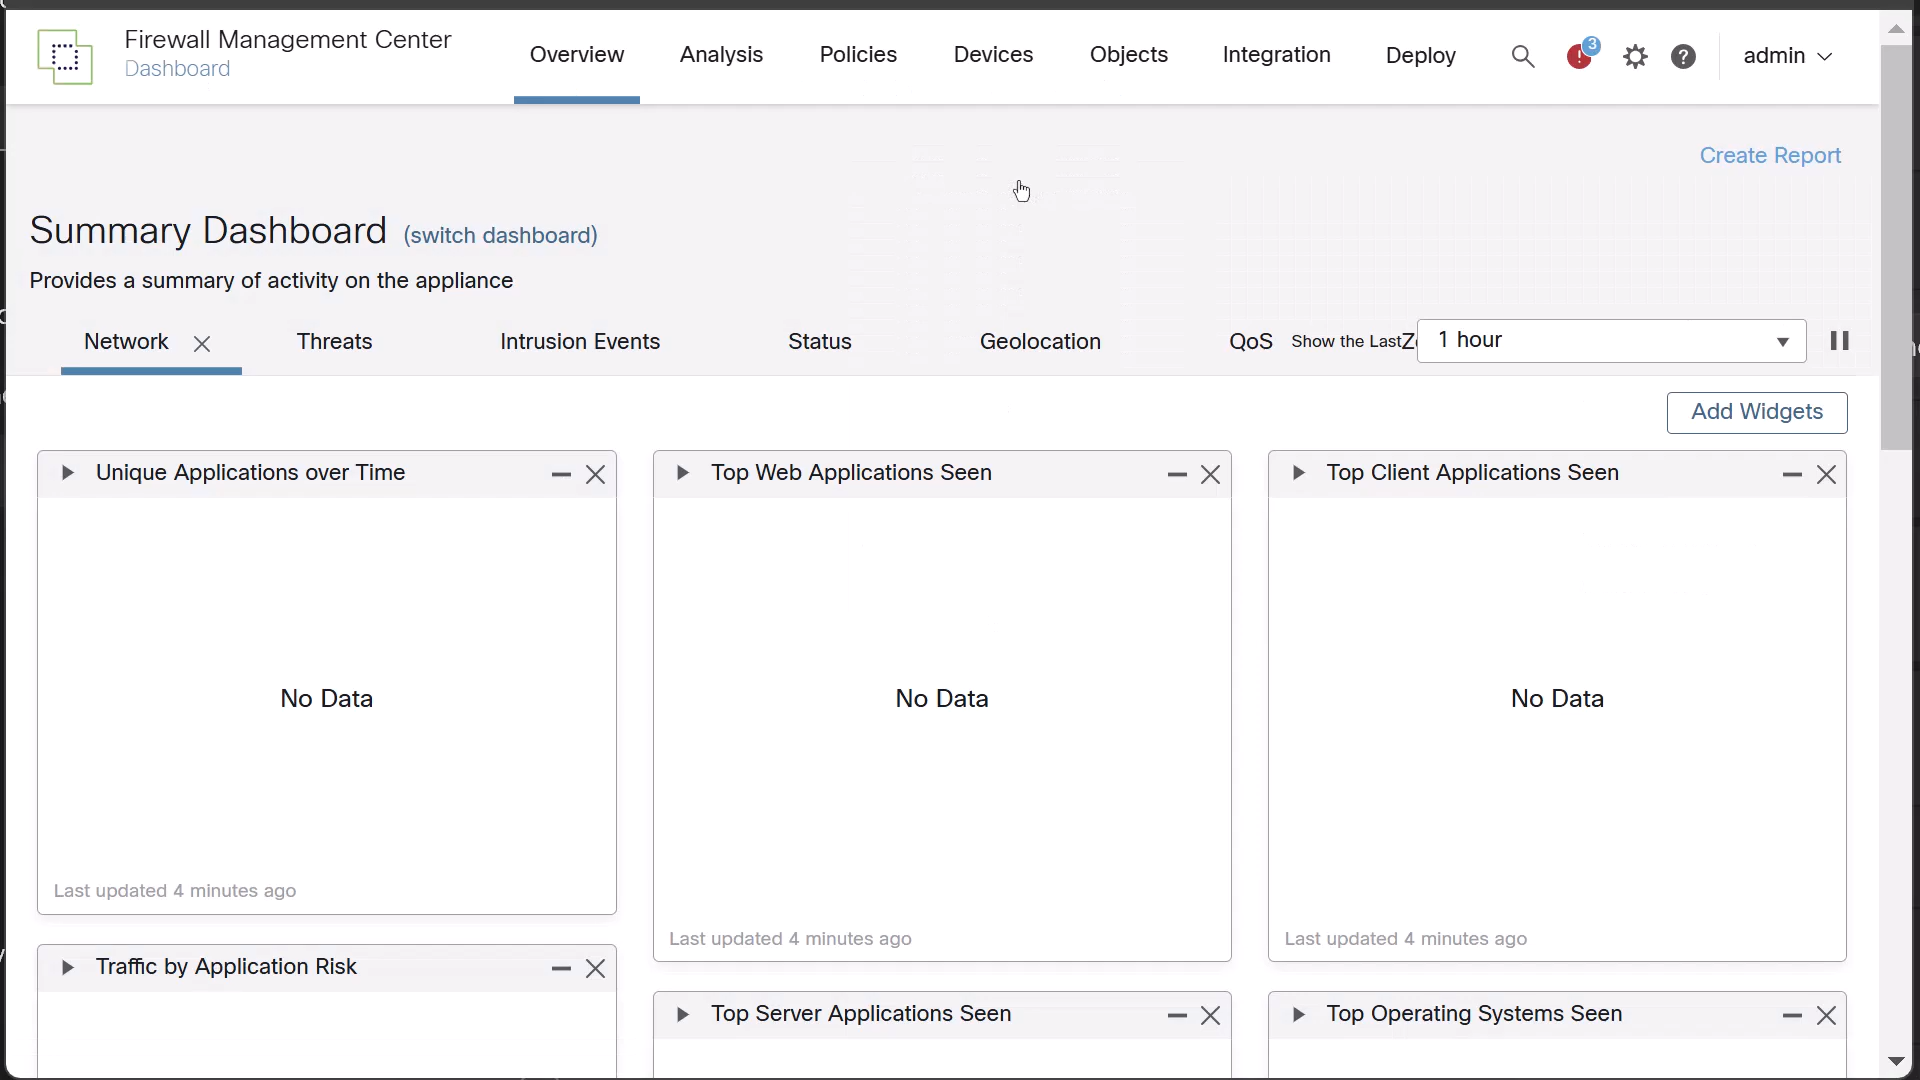 Firewall Management Center
Dashboard
Overview
Analysis
Policies
Devices
Objects
Integration
Deploy
3
admin
Create Report
Summary Dashboard (switch dashboard)
Provides a summary of activity on the appliance
Network
Threats
Intrusion Events
Status
Geolocation
QoS
Show the Last
1 hour
Add Widgets
Unique Applications over Time
No Data
Last updated 4 minutes ago
Top Web Applications Seen
No Data
Last updated 4 minutes ago
Top Client Applications Seen
No Data
Last updated 4 minutes ago
Traffic by Application Risk
Top Server Applications Seen
Top Operating Systems Seen